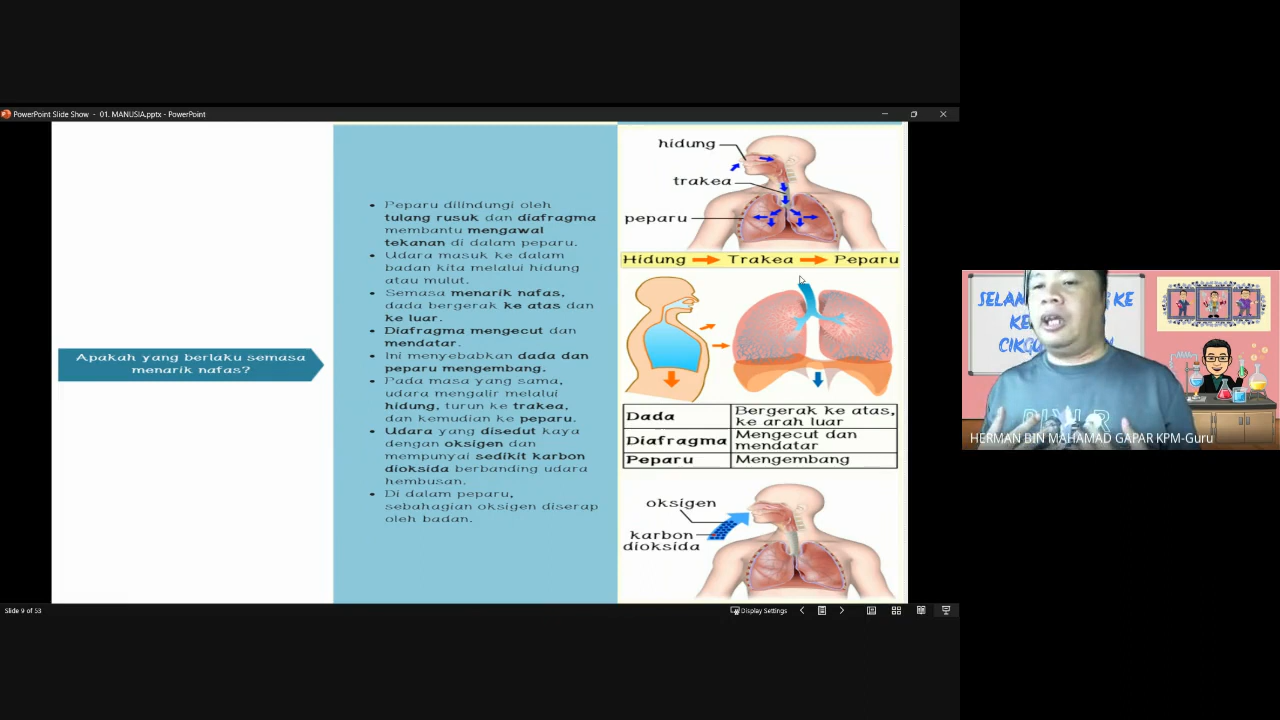 PowerPoint Slide Show - 01. MANUSIA.pptx - PowerPoint
Apakah yang berlaku semasa
menarik nafas?
• Peparu dilindungi oleh
tulang rusuk dan diafragma
membantu mengawal
tekanan di dalam peparu.
• Udara masuk ke dalam
badan kita melalui hidung
atau mulut.
• Semasa menarik nafas,
dada bergerak ke atas dan
ke luar.
• Diafragma mengecut dan
mendatar.
• Ini menyebabkan dada dan
peparu mengembang.
• Pada masa yang sama,
udara mengalir melalui
hidung, turun ke trakea,
dan kemudian ke peparu.
• Udara yang disedut kaya
dengan oksigen dan
mempunyai sedikit karbon
dioksida berbanding udara
hembusan.
• Di dalam peparu,
sebahagian oksigen diserap
oleh badan.
hidung
trakea
peparu
Hidung → Trakea → Peparu
Dada Bergerak ke atas,
ke arah luar
Diafragma Mengecut dan
mendatar
Peparu Mengembang
oksigen
karbon
dioksida
SELAM KE
KE
CIKGU
HERMAN BIN MAHAMAD GAPAR KPM-Guru
Slide 9 of 53
Display Settings